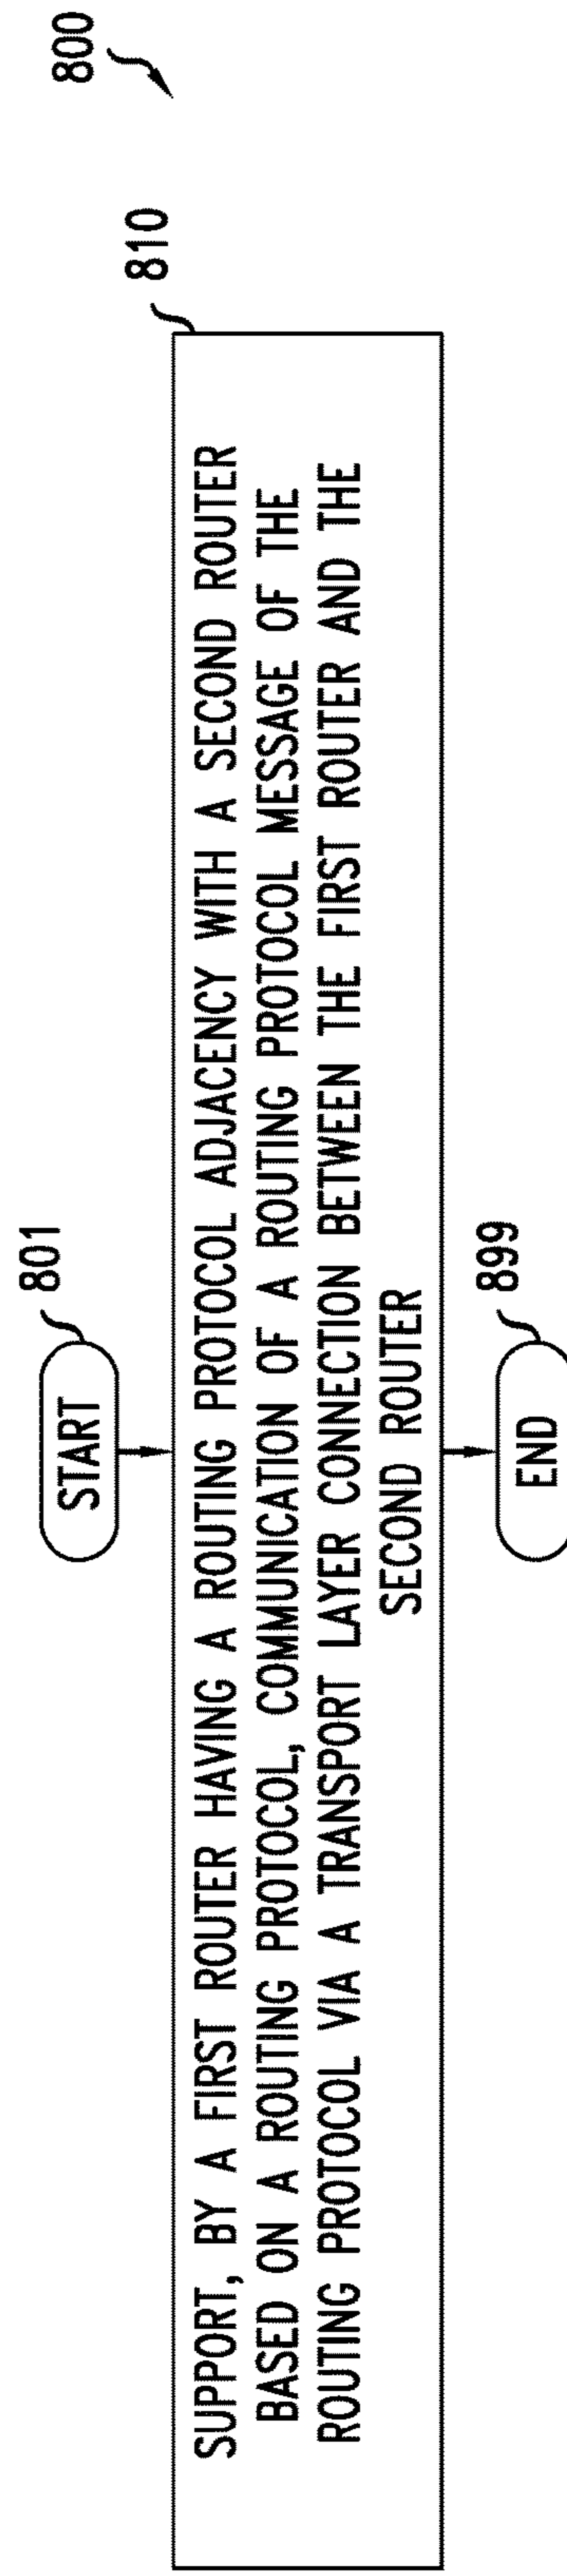 800
801
START
810
SUPPORT, BY A FIRST ROUTER HAVING A ROUTING PROTOCOL ADJACENCY WITH A SECOND ROUTER
BASED ON A ROUTING PROTOCOL, COMMUNICATION OF A ROUTING PROTOCOL MESSAGE OF THE
ROUTING PROTOCOL VIA A TRANSPORT LAYER CONNECTION BETWEEN THE FIRST ROUTER AND THE
SECOND ROUTER
899
END